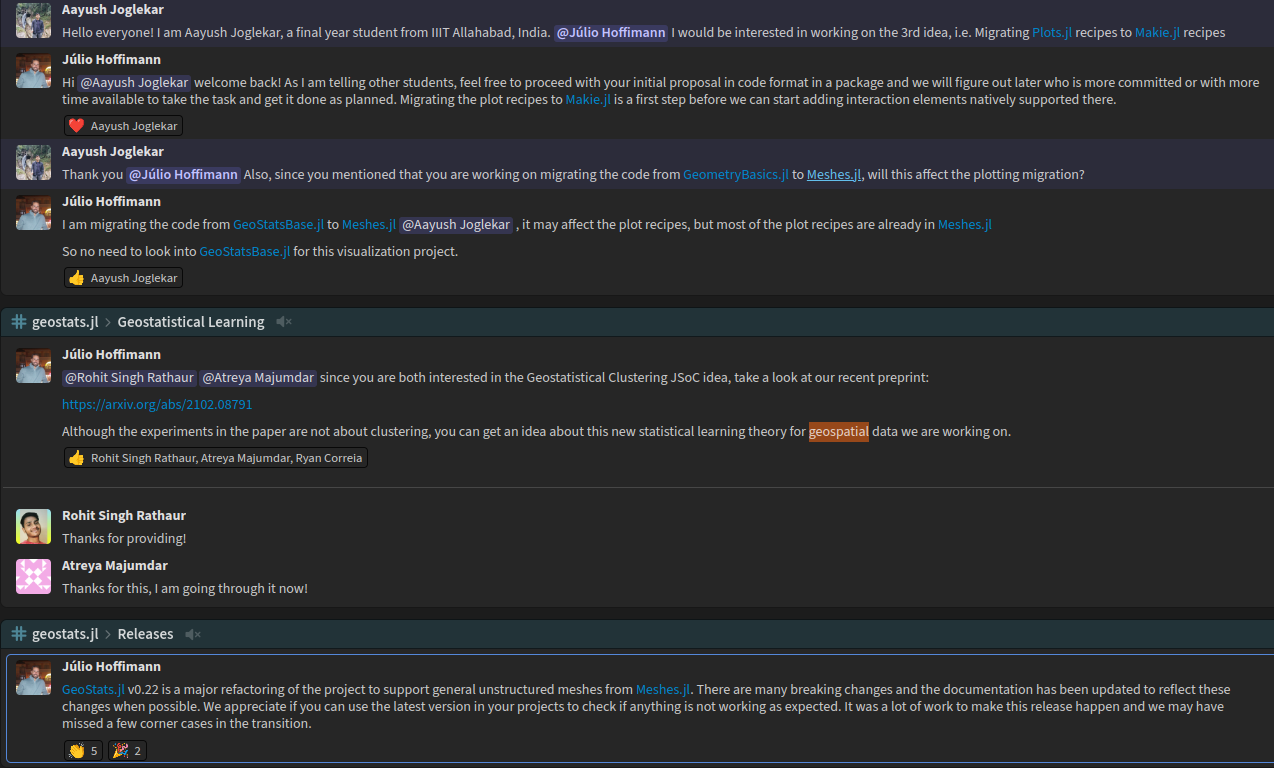 Aayush Joglekar
Hello everyone! I am Aayush Joglekar, a final year student from IIIT Allahabad, India. @Júlio Hoffimann I would be interested in working on the 3rd idea, i.e. Migrating Plots.jl recipes to Makie.jl recipes
Júlio Hoffimann
Hi @Aayush Joglekar welcome back! As I am telling other students, feel free to proceed with your initial proposal in code format in a package and we will figure out later who is more committed or with more
time available to take the task and get it done as planned. Migrating the plot recipes to Makie.jl is a first step before we can start adding interaction elements natively supported there.
❤️ Aayush Joglekar
Aayush Joglekar
Thank you @Júlio Hoffimann Also, since you mentioned that you are working on migrating the code from GeometryBasics.jl to Meshes.jl, will this affect the plotting migration?
Júlio Hoffimann
I am migrating the code from GeoStatsBase.jl to Meshes.jl @Aayush Joglekar , it may affect the plot recipes, but most of the plot recipes are already in Meshes.jl
So no need to look into GeoStatsBase.jl for this visualization project.
👍 Aayush Joglekar
# geostats.jl > Geostatistical Learning
Júlio Hoffimann
@Rohit Singh Rathaur @Atreya Majumdar since you are both interested in the Geostatistical Clustering JSoC idea, take a look at our recent preprint:
https://arxiv.org/abs/2102.08791
Although the experiments in the paper are not about clustering, you can get an idea about this new statistical learning theory for geospatial data we are working on.
👍 Rohit Singh Rathaur, Atreya Majumdar, Ryan Correia
Rohit Singh Rathaur
Thanks for providing!
Atreya Majumdar
Thanks for this, I am going through it now!
# geostats.jl > Releases
Júlio Hoffimann
GeoStats.jl v0.22 is a major refactoring of the project to support general unstructured meshes from Meshes.jl. There are many breaking changes and the documentation has been updated to reflect these
changes when possible. We appreciate if you can use the latest version in your projects to check if anything is not working as expected. It was a lot of work to make this release happen and we may have
missed a few corner cases in the transition.
👏 5 🎉 2